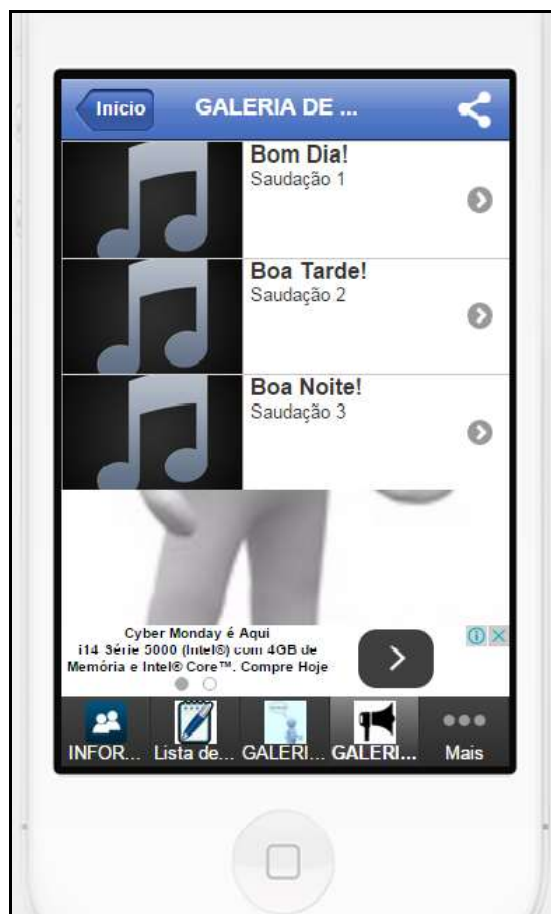 Início
GALERIA DE ...
Bom Dia!
Saudação 1
Boa Tarde!
Saudação 2
Boa Noite!
Saudação 3
Cyber Monday é Aqui
i14 Série 5000 (Intel®) com 4GB de
Memória e Intel® Core™. Compre Hoje
INFOR... Lista de... GALERI... GALERI... Mais